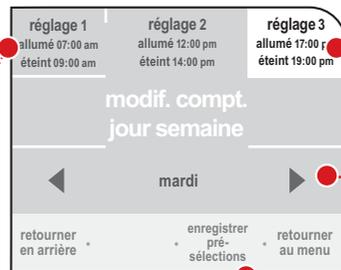 réglage 1
allumé 07:00 am
éteint 09:00 am
réglage 2
allumé 12:00 pm
éteint 14:00 pm
réglage 3
allumé 17:00 p
éteint 19:00 pm
modif. compt.
jour semaine
mardi
retourner
en arrière
enregistrer
pré-
sélections
retourner
au menu